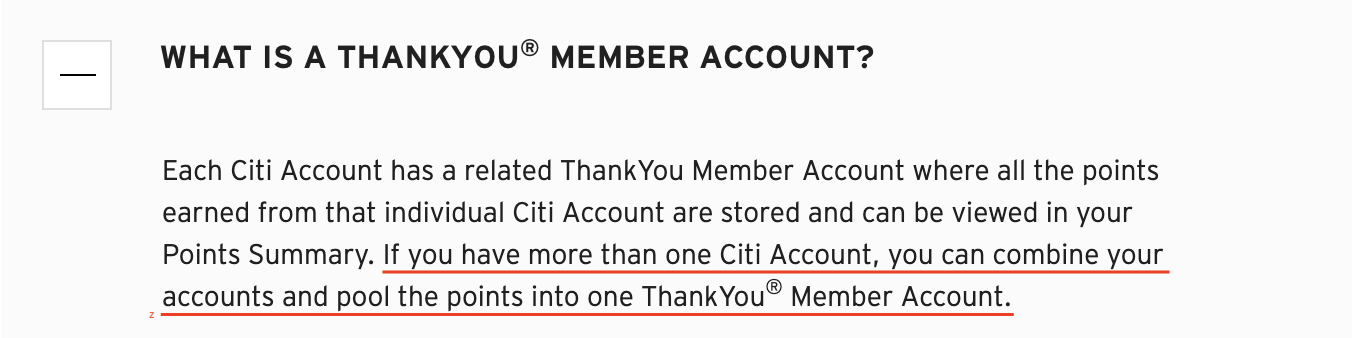 WHAT IS A THANKYOU® MEMBER ACCOUNT?
Each Citi Account has a related ThankYou Member Account where all the points
earned from that individual Citi Account are stored and can be viewed in your
Points Summary. If you have more than one Citi Account, you can combine your
accounts and pool the points into one ThankYou® Member Account.
z